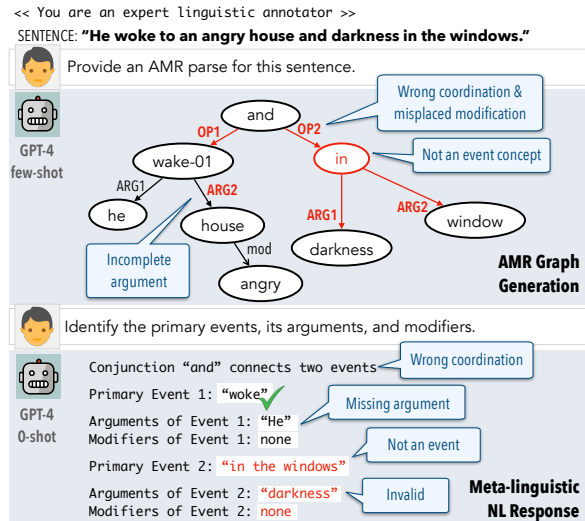 << You are an expert linguistic annotator >>
SENTENCE: “He woke to an angry house and darkness in the windows.”
Provide an AMR parse for this sentence.
GPT-4
few-shot
and
Wrong coordination &
misplaced modification
OP1
OP2
wake-01
in
Not an event concept
ARG1
ARG2
he
house
ARG1
ARG2
window
darkness
Incomplete
argument
mod
angry
AMR Graph
Generation
Identify the primary events, its arguments, and modifiers.
GPT-4
0-shot
Conjunction “and” connects two events
Wrong coordination
Primary Event 1: “woke”
Missing argument
Arguments of Event 1: “He”
Modifiers of Event 1: none
Not an event
Primary Event 2: “in the windows”
Arguments of Event 2: “darkness”
Invalid
Modifiers of Event 2: none
Meta-linguistic
NL Response